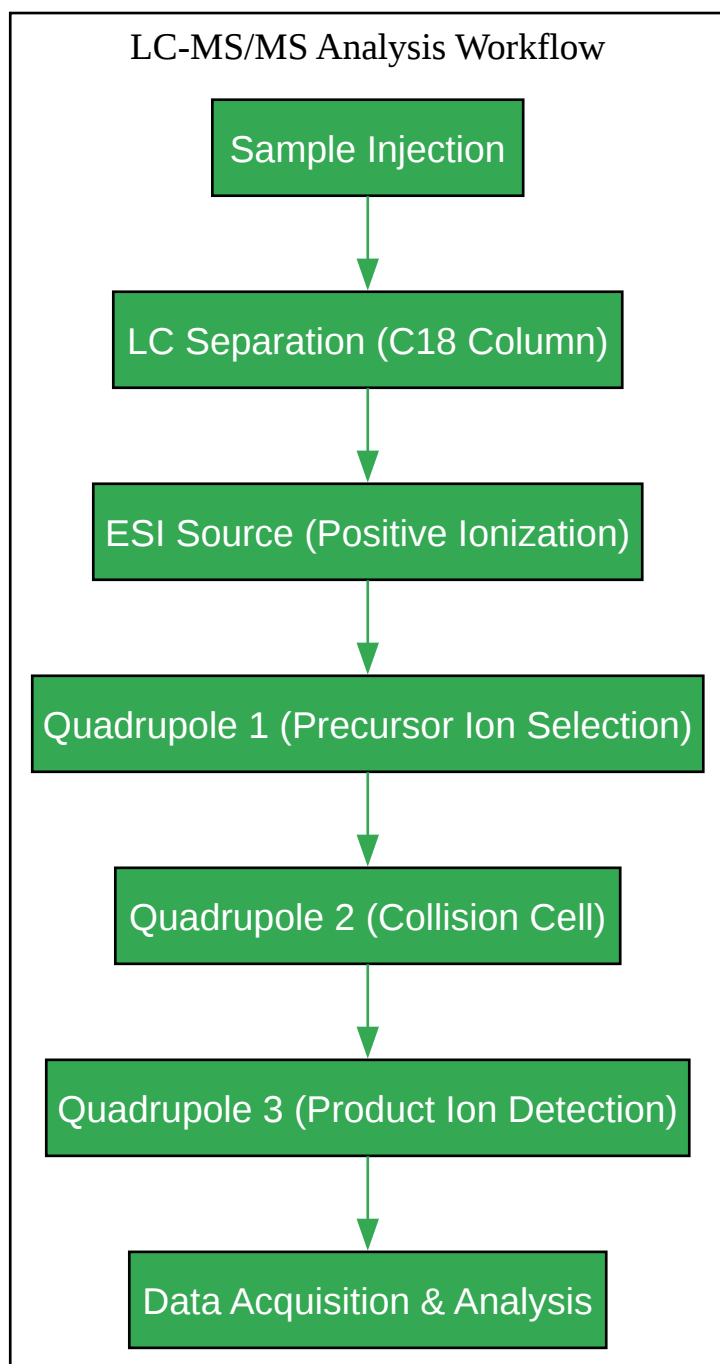 LC-MS/MS Analysis Workflow
Sample Injection
LC Separation (C18 Column)
ESI Source (Positive Ionization)
Quadrupole 1 (Precursor Ion Selection)
Quadrupole 2 (Collision Cell)
Quadrupole 3 (Product Ion Detection)
Data Acquisition & Analysis